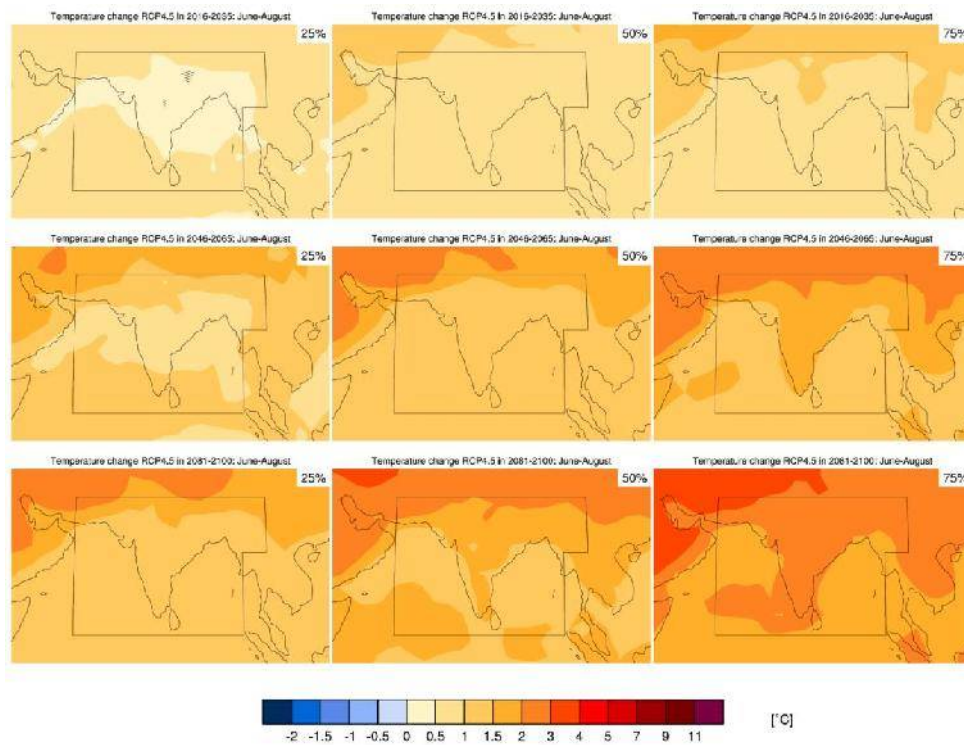 Temperature change RCP4.5 in 2016-2035: June-August
Temperature change RCP4.5 in 2016-2035: June-August
Temperature change RCP4.5 in 2016-2035: June-August
25%
50%
75%
Temperature change RCP4.5 in 2046-2065: June-August
Temperature change RCP4.5 in 2046-2065: June-August
Temperature change RCP4.5 in 2046-2065: June-August
25%
50%
75%
Temperature change RCP4.5 in 2081-2100: June-August
Temperature change RCP4.5 in 2081-2100: June-August
Temperature change RCP4.5 in 2081-2100: June-August
25%
50%
75%
-2 -1.5 -1 -0.5 0 0.5 1 1.5 2 3 4 5 7 9 11
[°C]